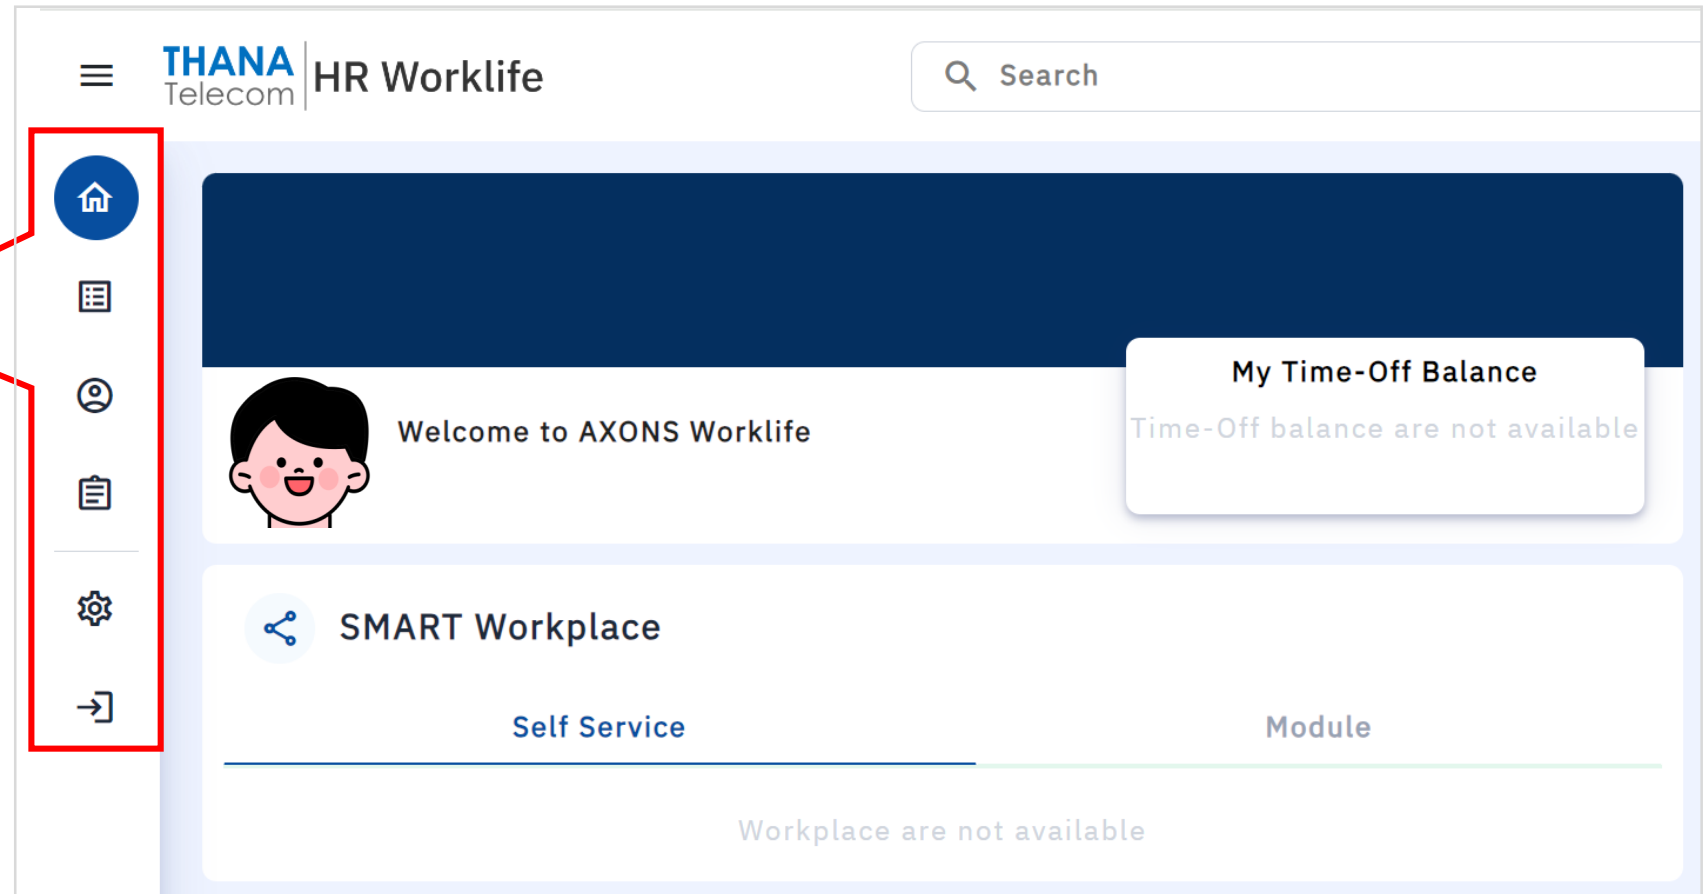 THANA
Telecom
HR Worklife
Search
My Time-Off Balance
Time-Off balance are not available
Welcome to AXONS Worklife
SMART Workplace
Self Service
Module
Workplace are not available